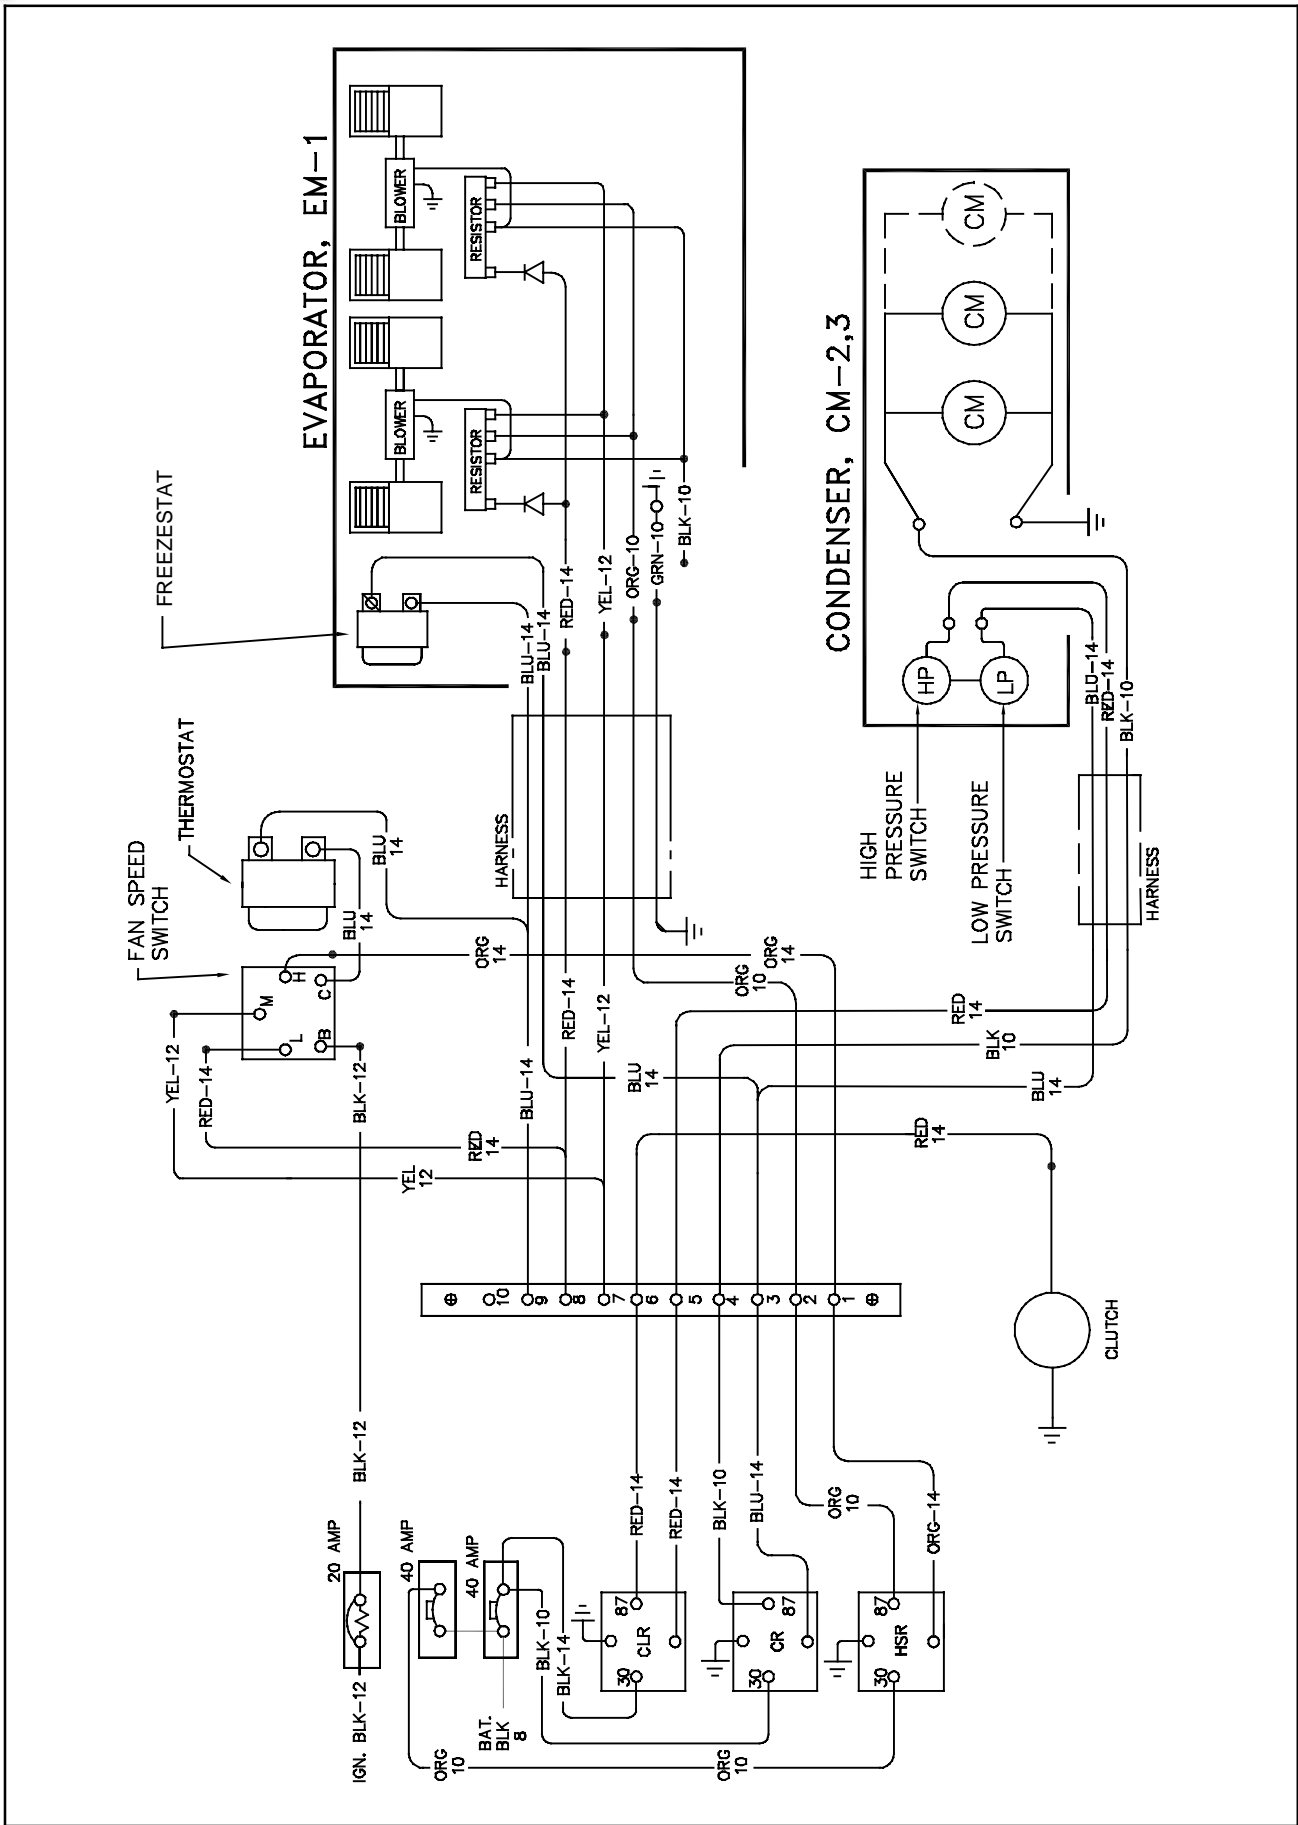 EVAPORATOR, EM-1
BLOWER
RESISTOR
BLOWER
RESISTOR
FREEZESTAT
BLU-14
BLU-14
RED-14
YEL-12
ORG-10
GRN-10
BLK-10
CONDENSER, CM-2,3
CM
CM
CM
HP
LP
BLU-14
RED-14
BLK-10
HIGH
PRESSURE
SWITCH
LOW PRESSURE
SWITCH
HARNESS
THERMOSTAT
BLU
14
BLU
14
HARNESS
FAN SPEED
SWITCH
H
C
M
L
B
ORG
14
ORG
10
ORG
14
YEL-12
RED-14
BLK-12
BLU-14
RED-14
YEL-12
BLU
14
RED
14
BLK
10
BLU
14
RED
14
RED
14
YEL
12
10
9
8
7
6
5
4
3
2
1
CLUTCH
BLK-12
20 AMP
40 AMP
40 AMP
RED-14
RED-14
BLK-10
BLU-14
ORG
10
ORG-14
IGN. BLK-12
BAT.
BLK
8
BLK-10
BLK-14
87
CLR
30
87
CR
30
87
HSR
30
ORG
10
ORG
10